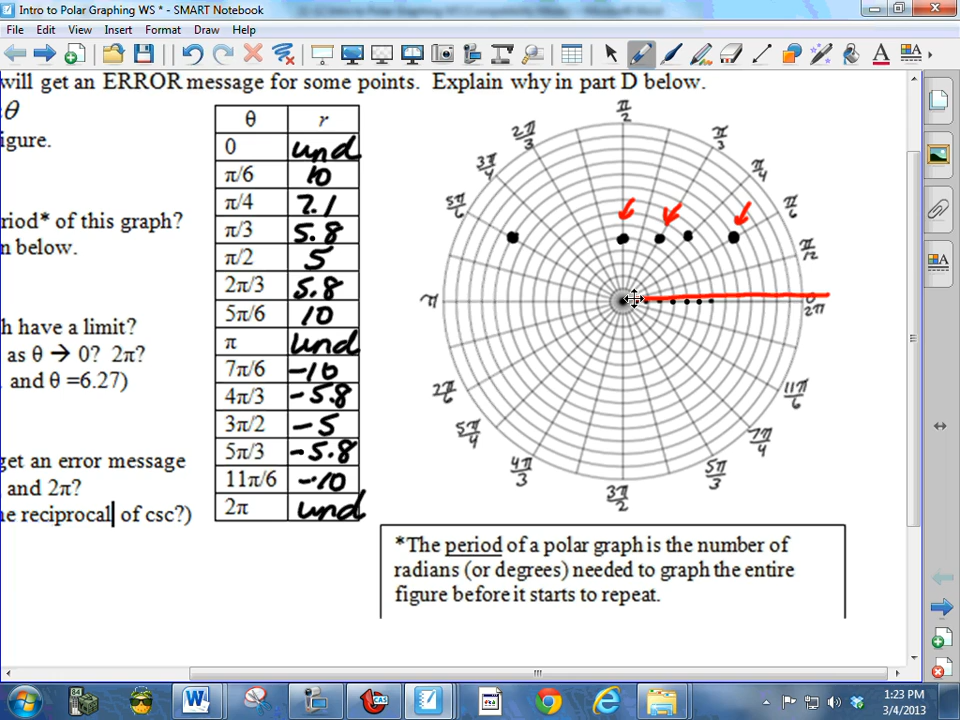 Intro to Polar Graphing WS * - SMART Notebook
File Edit View Insert Format Tools Draw Help
will get an ERROR message for some points. Explain why in part D below.
θ
igure.
riod* of this graph?
n below.
h have a limit?
as θ → 0? 2π?
and θ =6.27)
get an error message
and 2π?
ne reciprocal of csc?)
θ r
0 und
π/6 10
π/4 7.1
π/3 5.8
π/2 5
2π/3 5.8
5π/6 10
π und
7π/6 -10
4π/3 -5.8
3π/2 -5
5π/3 -5.8
11π/6 -10
2π und
π/2
2π/3
π/3
3π/4
π/4
5π/6
π/6
π/12
π
0
2π
11π/6
5π/4
7π/4
4π/3
5π/3
3π/2
*The period of a polar graph is the number of
radians (or degrees) needed to graph the entire
figure before it starts to repeat.
1:23 PM
3/4/2013